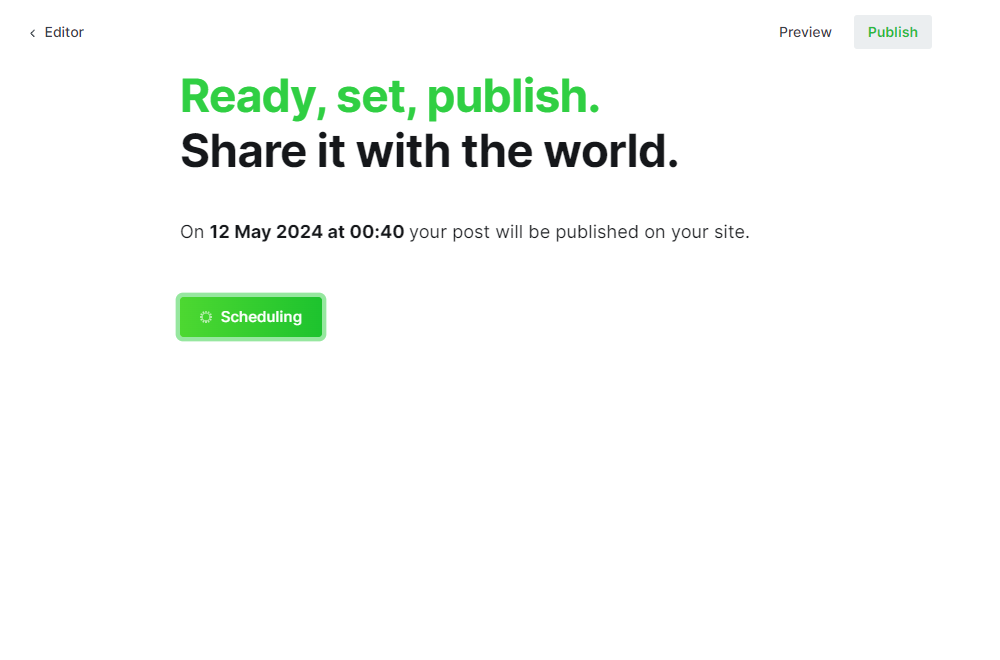 Editor
Preview
Publish
Ready, set, publish.
Share it with the world.
On 12 May 2024 at 00:40 your post will be published on your site.
Scheduling